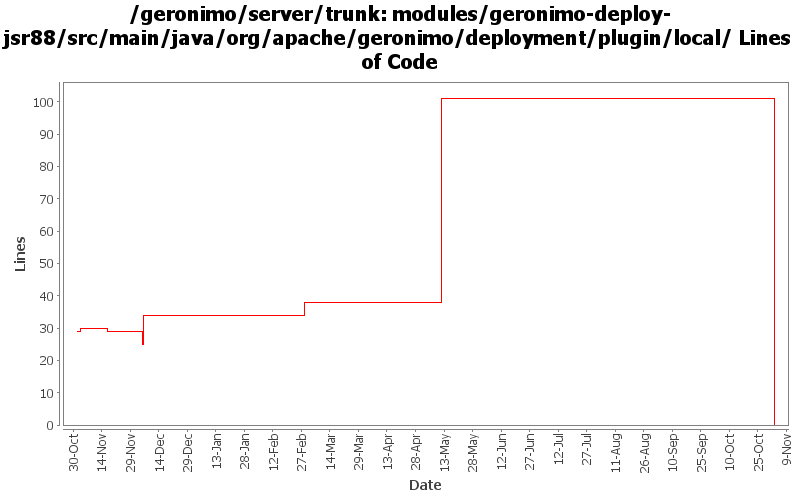 /geronimo/server/trunk: modules/geronimo-deploy-
jsr88/src/main/java/org/apache/geronimo/deployment/plugin/local/ Lines
of Code
Lines
100
90
80
70
60
50
40
30
20
10
0
30-Oct
14-Nov
29-Nov
14-Dec
29-Dec
13-Jan
28-Jan
12-Feb
27-Feb
14-Mar
29-Mar
13-Apr
28-Apr
13-May
28-May
12-Jun
27-Jun
12-Jul
27-Jul
11-Aug
26-Aug
10-Sep
25-Sep
10-Oct
25-Oct
9-Nov
Date